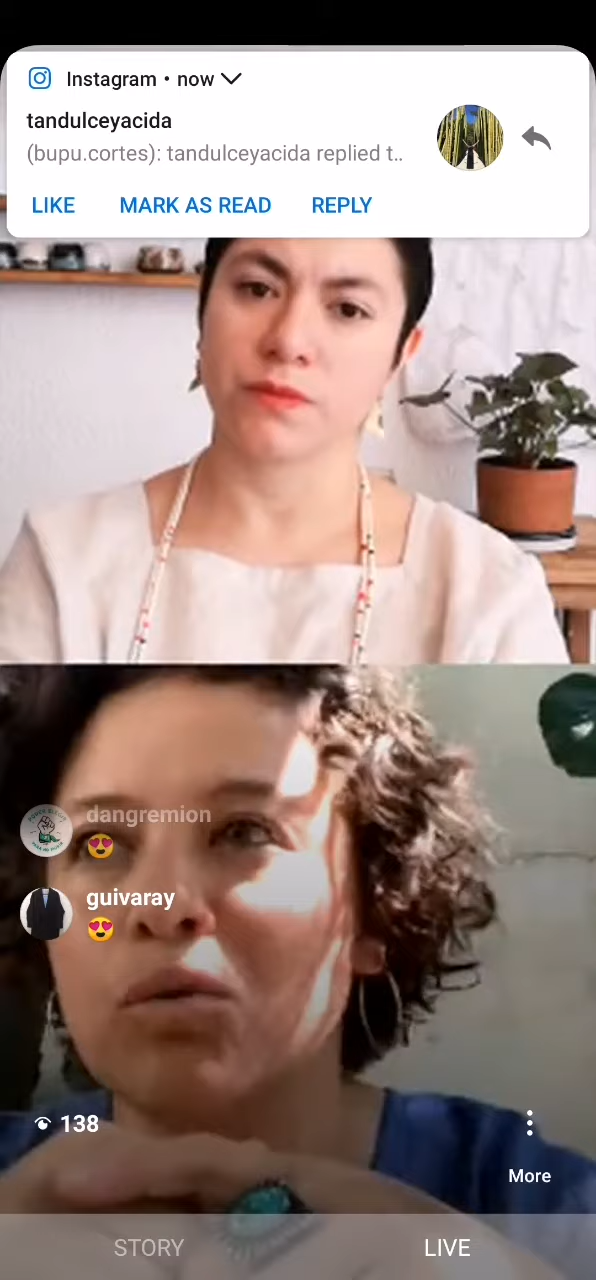 Instagram • now
tandulceyacida
(bupu.cortes): tandulceyacida replied t..
LIKE MARK AS READ REPLY
dangremion
😍
guivaray
😍
138
More
STORY LIVE